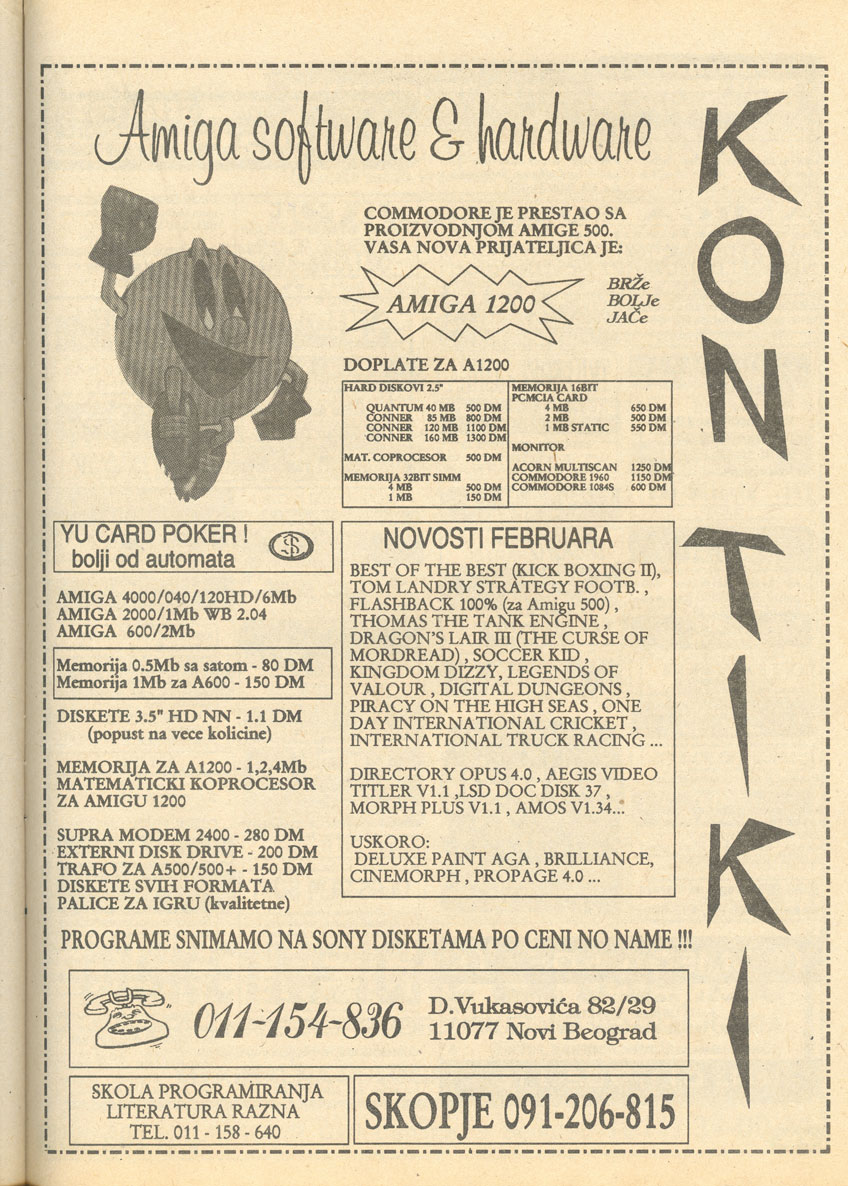 Amiga software & hardware
KON TIKI
COMMODORE JE PRESTAO SA
PROIZVODNJOM AMIGE 500.
VASA NOVA PRIJATELJICA JE:
AMIGA 1200
BRŽe
BOLJe
JAČe
DOPLATE ZA A1200
HARD DISKOVI 2.5"
QUANTUM 40 MB 500 DM
CONNER 85 MB 800 DM
CONNER 120 MB 1100 DM
CONNER 160 MB 1300 DM
MAT. COPROCESOR 500 DM
MEMORIJA 32BIT SIMM
4 MB 500 DM
1 MB 150 DM
MEMORIJA 16BIT
PCMCIA CARD
4 MB 650 DM
2 MB 500 DM
1 MB STATIC 550 DM
MONITOR
ACORN MULTISCAN 1250 DM
COMMODORE 1960 1150 DM
COMMODORE 1084S 600 DM
YU CARD POKER !
bolji od automata
$
AMIGA 4000/040/120HD/6Mb
AMIGA 2000/1Mb WB 2.04
AMIGA 600/2Mb
Memorija 0.5Mb sa satom - 80 DM
Memorija 1Mb za A600 - 150 DM
DISKETE 3.5" HD NN - 1.1 DM
(popust na vece kolicine)
MEMORIJA ZA A1200 - 1,2,4Mb
MATEMATICKI KOPROCESOR
ZA AMIGU 1200
SUPRA MODEM 2400 - 280 DM
EXTERNI DISK DRIVE - 200 DM
TRAFO ZA A500/500+ - 150 DM
DISKETE SVIH FORMATA
PALICE ZA IGRU (kvalitetne)
NOVOSTI FEBRUARA
BEST OF THE BEST (KICK BOXING II),
TOM LANDRY STRATEGY FOOTB. ,
FLASHBACK 100% (za Amigu 500) ,
THOMAS THE TANK ENGINE ,
DRAGON'S LAIR III (THE CURSE OF
MORDREAD) , SOCCER KID ,
KINGDOM DIZZY, LEGENDS OF
VALOUR , DIGITAL DUNGEONS ,
PIRACY ON THE HIGH SEAS , ONE
DAY INTERNATIONAL CRICKET ,
INTERNATIONAL TRUCK RACING ...
DIRECTORY OPUS 4.0 , AEGIS VIDEO
TITLER V1.1 ,LSD DOC DISK 37 ,
MORPH PLUS V1.1 , AMOS V1.34...
USKORO:
DELUXE PAINT AGA , BRILLIANCE,
CINEMORPH , PROPAGE 4.0 ...
PROGRAME SNIMAMO NA SONY DISKETAMA PO CENI NO NAME !!!
011-154-836
D.Vukasovića 82/29
11077 Novi Beograd
SKOLA PROGRAMIRANJA
LITERATURA RAZNA
TEL. 011 - 158 - 640
SKOPJE 091-206-815